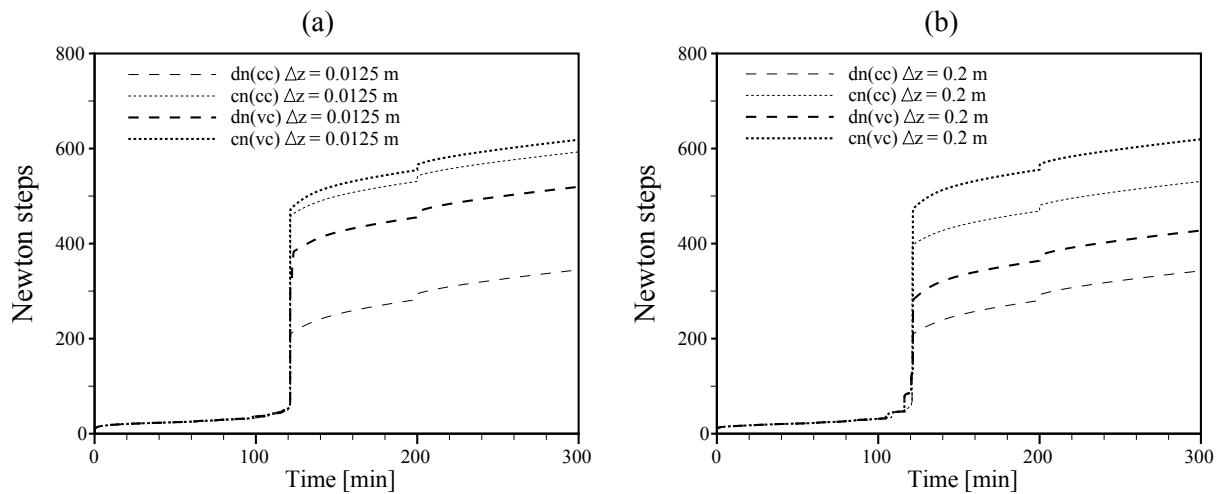 (a)
800
600
400
200
0
Newton steps
dn(cc) Δz = 0.0125 m
cn(cc) Δz = 0.0125 m
dn(vc) Δz = 0.0125 m
cn(vc) Δz = 0.0125 m
0 100 200 300
Time [min]
(b)
800
600
400
200
0
Newton steps
dn(cc) Δz = 0.2 m
cn(cc) Δz = 0.2 m
dn(vc) Δz = 0.2 m
cn(vc) Δz = 0.2 m
0 100 200 300
Time [min]